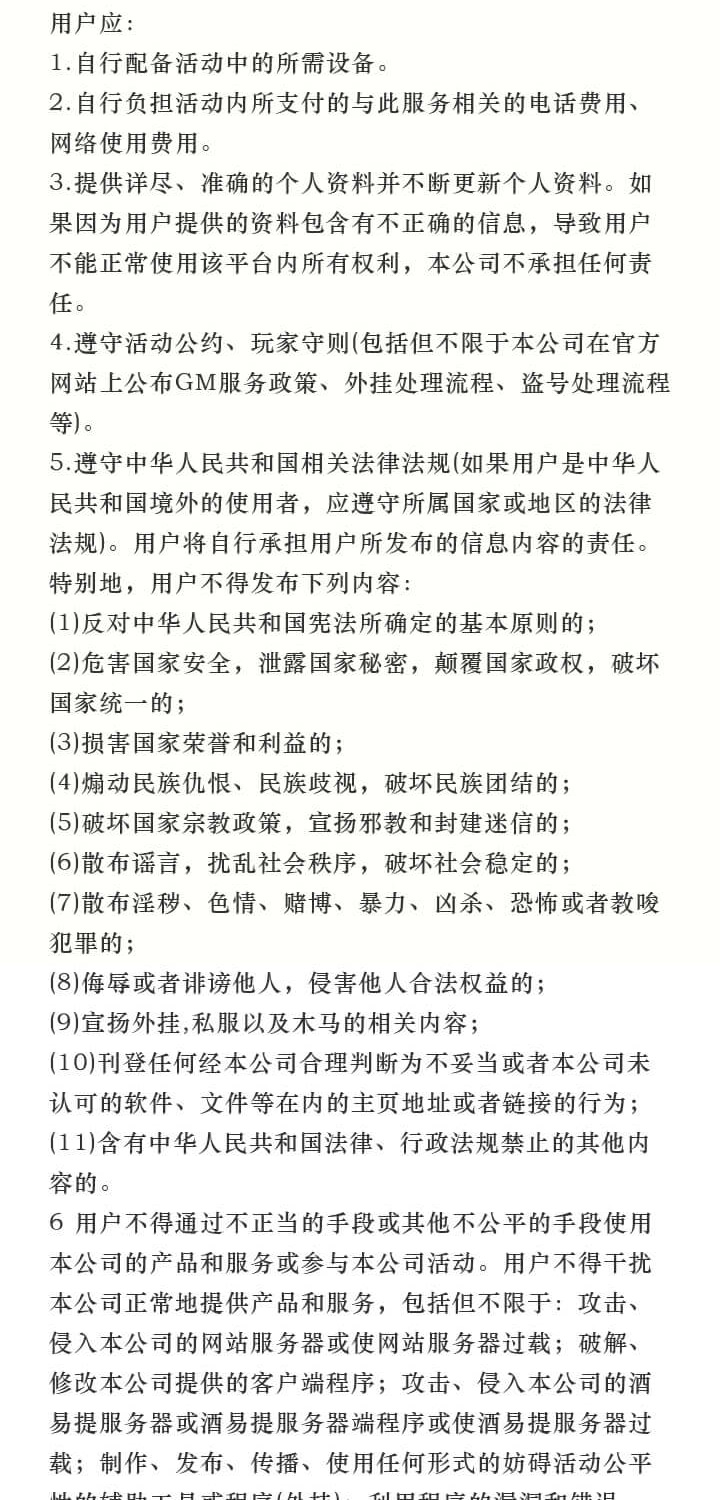 用户应：
1.自行配备活动中的所需设备。
2.自行负担活动内所支付的与此服务相关的电话费用、
网络使用费用。
3.提供详尽、准确的个人资料并不断更新个人资料。如
果因为用户提供的资料包含有不正确的信息，导致用户
不能正常使用该平台内所有权利，本公司不承担任何责
任。
4.遵守活动公约、玩家守则(包括但不限于本公司在官方
网站上公布GM服务政策、外挂处理流程、盗号处理流程
等)。
5.遵守中华人民共和国相关法律法规(如果用户是中华人
民共和国境外的使用者，应遵守所属国家或地区的法律
法规)。用户将自行承担用户所发布的信息内容的责任。
特别地，用户不得发布下列内容：
(1)反对中华人民共和国宪法所确定的基本原则的；
(2)危害国家安全，泄露国家秘密，颠覆国家政权，破坏
国家统一的；
(3)损害国家荣誉和利益的；
(4)煽动民族仇恨、民族歧视，破坏民族团结的；
(5)破坏国家宗教政策，宣扬邪教和封建迷信的；
(6)散布谣言，扰乱社会秩序，破坏社会稳定的；
(7)散布淫秽、色情、赌博、暴力、凶杀、恐怖或者教唆
犯罪的；
(8)侮辱或者诽谤他人，侵害他人合法权益的；
(9)宣扬外挂,私服以及木马的相关内容；
(10)刊登任何经本公司合理判断为不妥当或者本公司未
认可的软件、文件等在内的主页地址或者链接的行为；
(11)含有中华人民共和国法律、行政法规禁止的其他内
容的。
6 用户不得通过不正当的手段或其他不公平的手段使用
本公司的产品和服务或参与本公司活动。用户不得干扰
本公司正常地提供产品和服务，包括但不限于：攻击、
侵入本公司的网站服务器或使网站服务器过载；破解、
修改本公司提供的客户端程序；攻击、侵入本公司的酒
易提服务器或酒易提服务器端程序或使酒易提服务器过
载；制作、发布、传播、使用任何形式的妨碍活动公平
性的辅助工具或程序(外挂)；利用程序的漏洞和错误